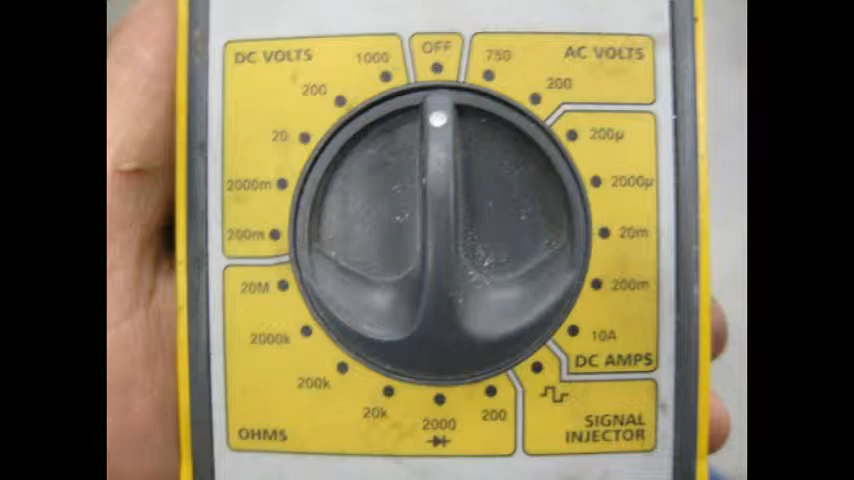 DC VOLTS
1000
OFF
750
AC VOLTS
200
200
20
200µ
2000m
2000µ
200m
20m
20M
200m
2000k
10A
DC AMPS
200k
20k
2000
200
OHMS
SIGNAL
INJECTOR